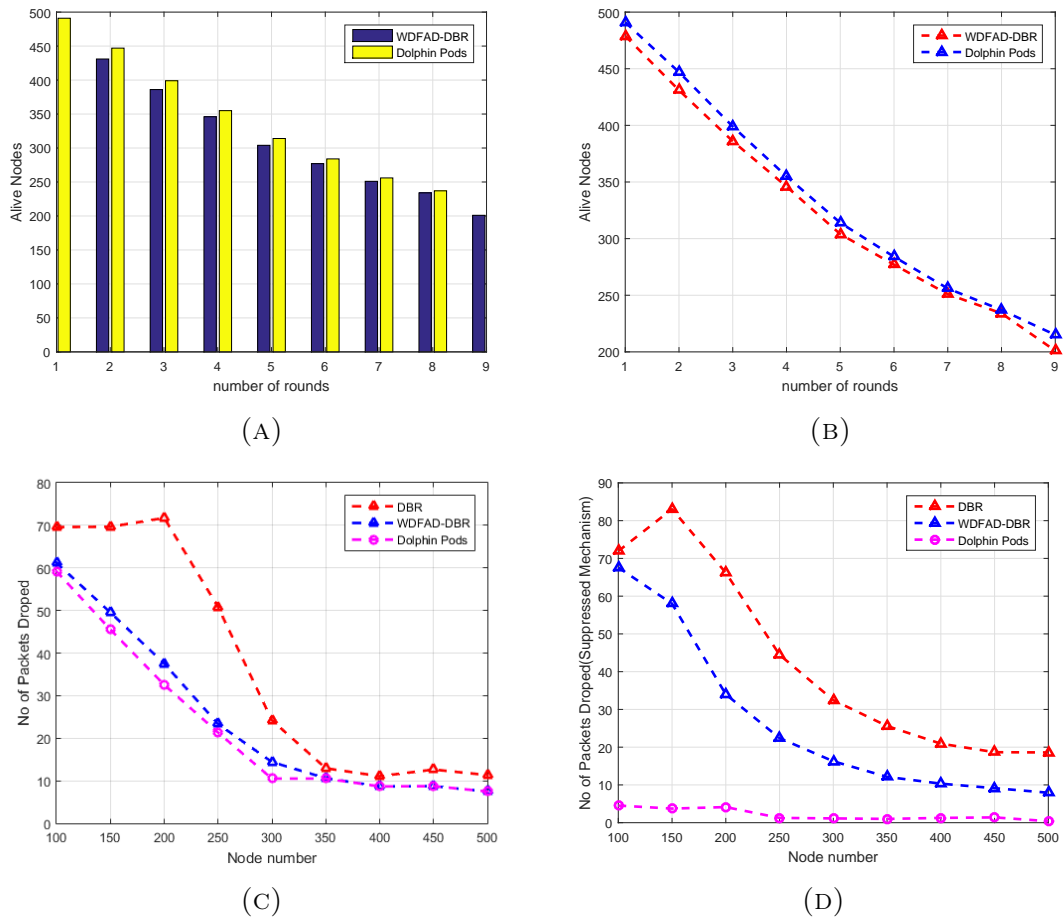 500
450
400
350
300
250
200
150
100
50
0
Alive Nodes
WDFAD-DBR
Dolphin Pods
1 2 3 4 5 6 7 8 9
number of rounds
(A)
500
450
400
350
300
250
200
Alive Nodes
WDFAD-DBR
Dolphin Pods
1 2 3 4 5 6 7 8 9
number of rounds
(B)
80
70
60
50
40
30
20
10
0
No of Packets Droped
DBR
WDFAD-DBR
Dolphin Pods
100 150 200 250 300 350 400 450 500
Node number
(C)
90
80
70
60
50
40
30
20
10
0
No of Packets Droped(Suppressed Mechanism)
DBR
WDFAD-DBR
Dolphin Pods
100 150 200 250 300 350 400 450 500
Node number
(D)